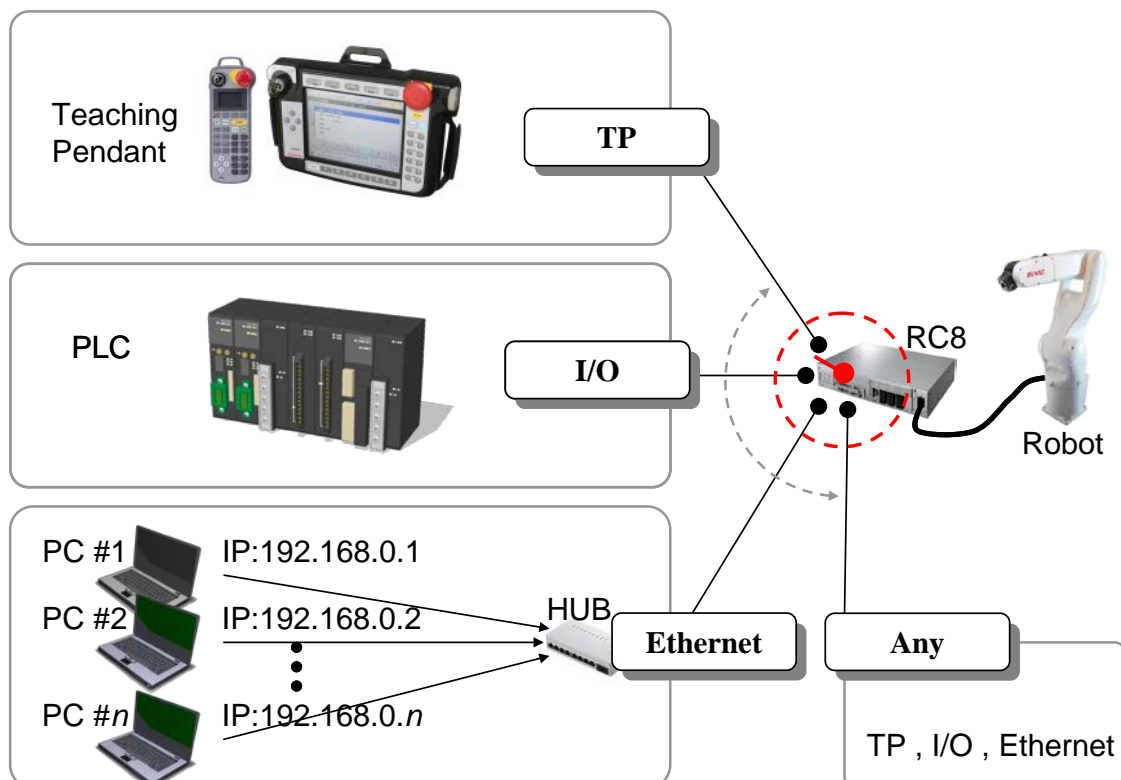 Teaching
Pendant
TP
PLC
I/O
RC8
Robot
DENSO
PC #1
IP:192.168.0.1
PC #2
IP:192.168.0.2
PC #n
IP:192.168.0.n
HUB
Ethernet
Any
TP , I/O , Ethernet